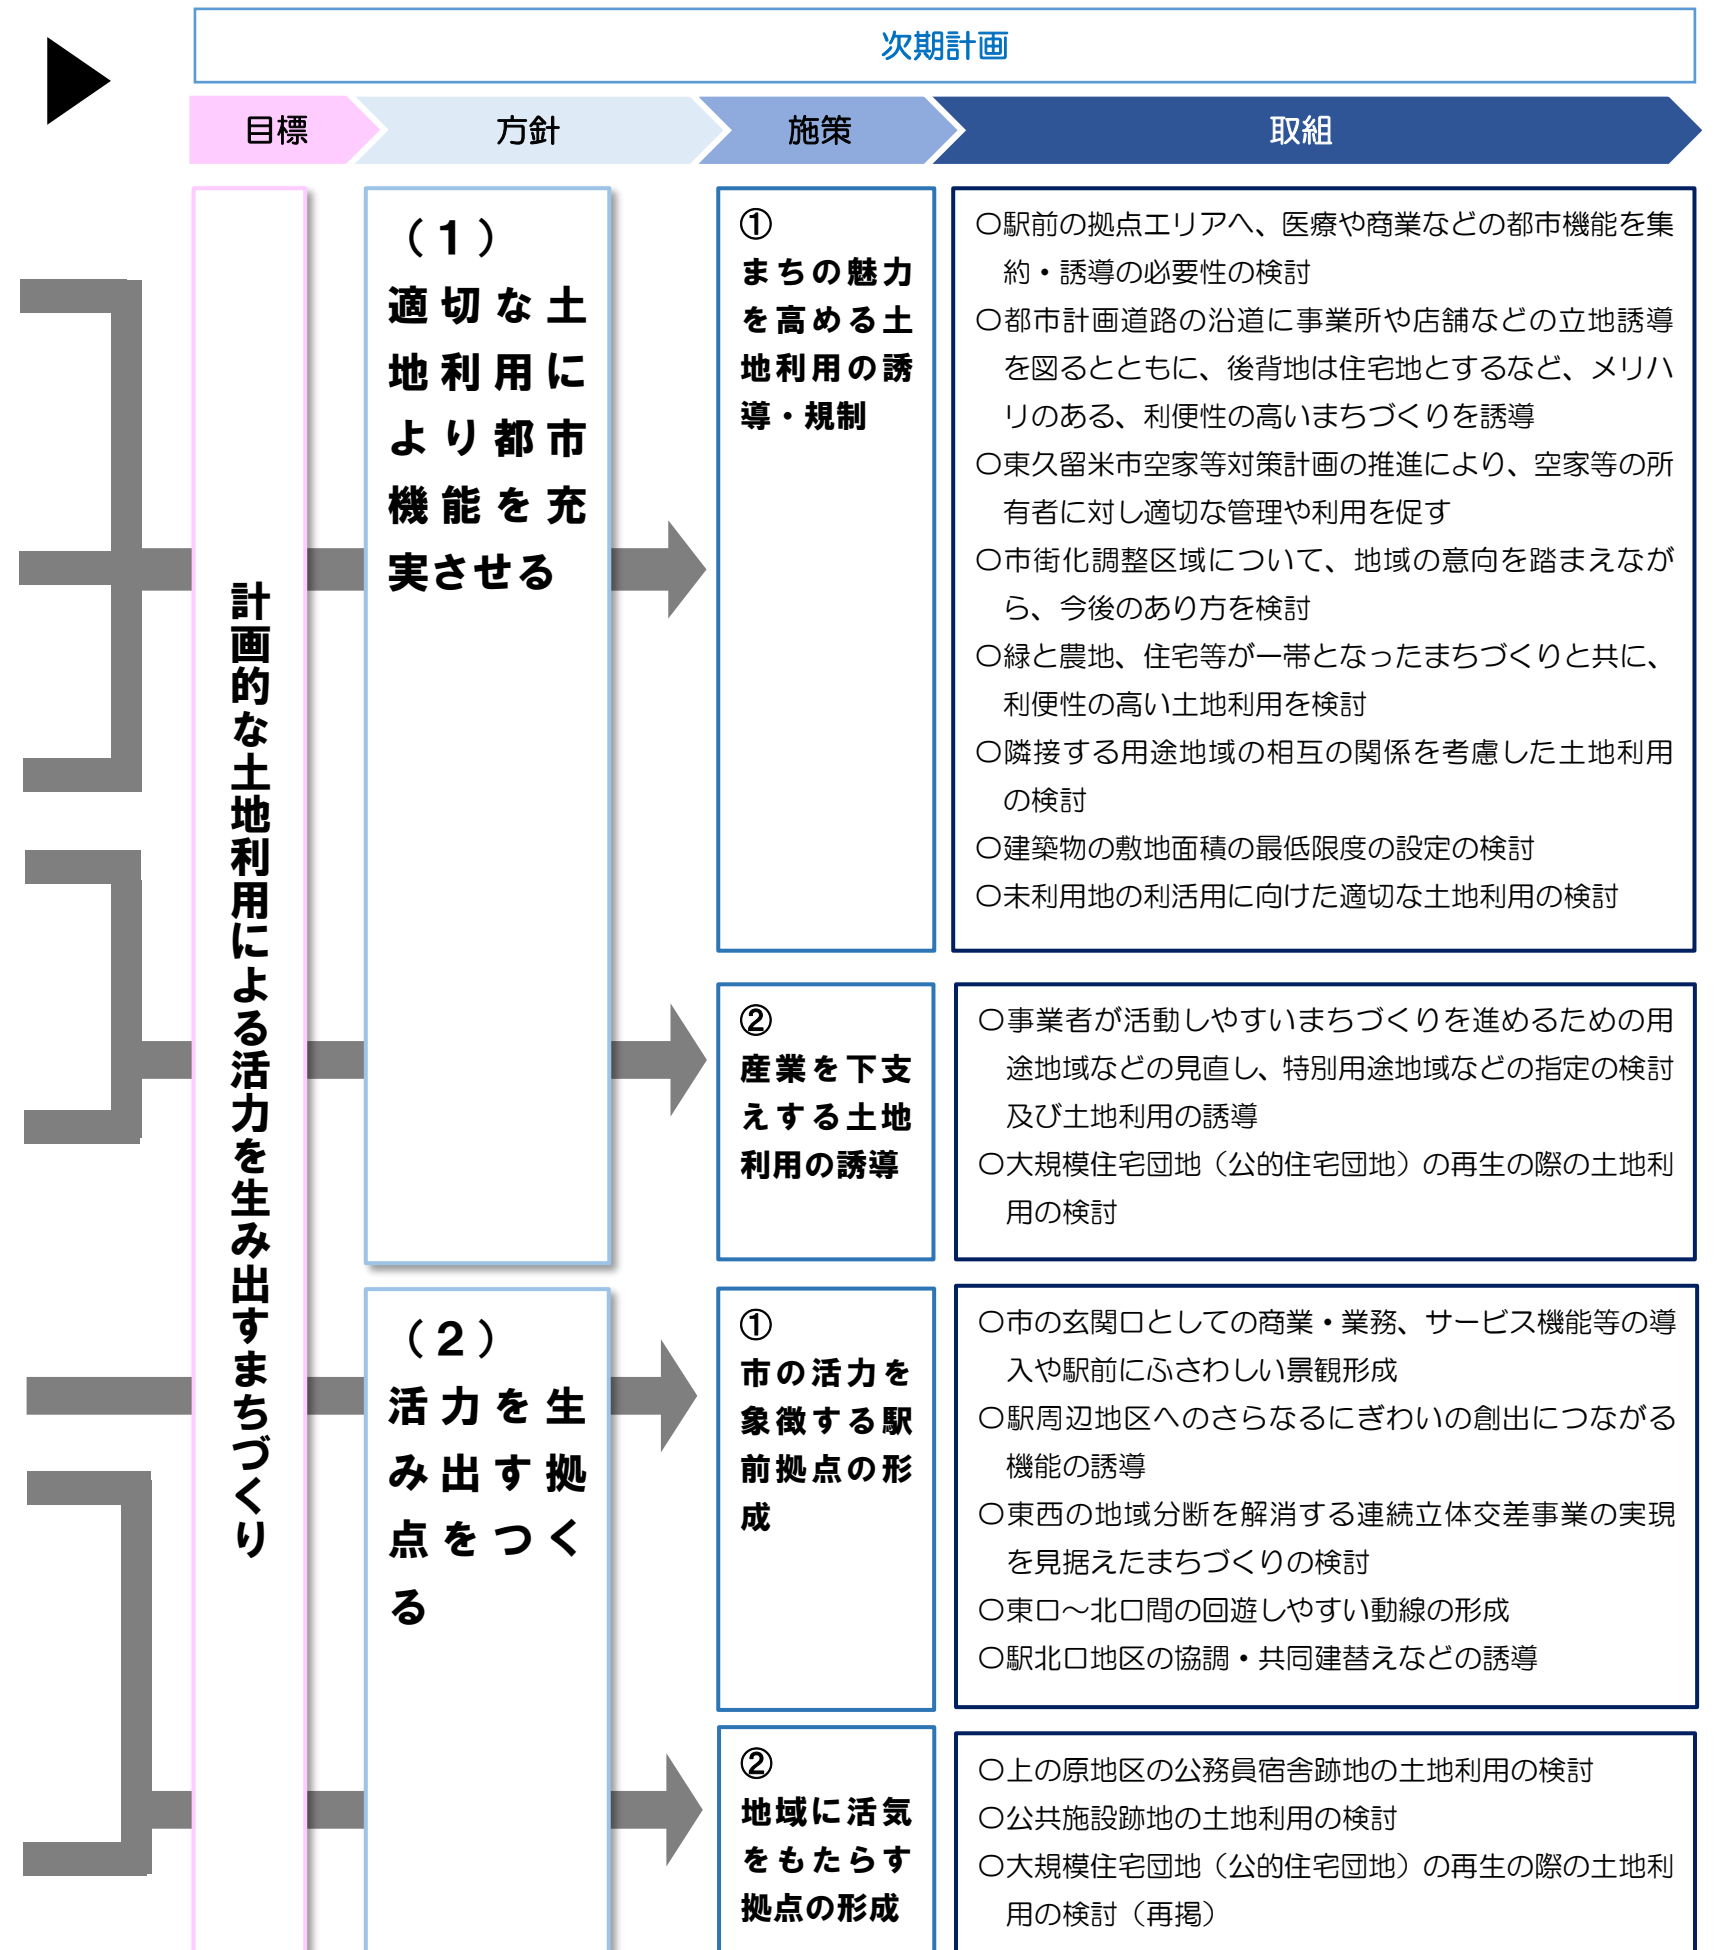 次期計画
目標
方針
施策
取組
計画的な土地利用による活力を生み出すまちづくり
（１）
適切な土
地利用に
より都市
機能を充
実させる
①
まちの魅力
を高める土
地利用の誘
導・規制
〇駅前の拠点エリアへ、医療や商業などの都市機能を集
約・誘導の必要性の検討
〇都市計画道路の沿道に事業所や店舗などの立地誘導
を図るとともに、後背地は住宅地とするなど、メリハ
リのある、利便性の高いまちづくりを誘導
〇東久留米市空家等対策計画の推進により、空家等の所
有者に対し適切な管理や利用を促す
〇市街化調整区域について、地域の意向を踏まえなが
ら、今後のあり方を検討
〇緑と農地、住宅等が一帯となったまちづくりと共に、
利便性の高い土地利用を検討
〇隣接する用途地域の相互の関係を考慮した土地利用
の検討
〇建築物の敷地面積の最低限度の設定の検討
〇未利用地の利活用に向けた適切な土地利用の検討
②
産業を下支
えする土地
利用の誘導
〇事業者が活動しやすいまちづくりを進めるための用
途地域などの見直し、特別用途地域などの指定の検討
及び土地利用の誘導
〇大規模住宅団地（公的住宅団地）の再生の際の土地利
用の検討
（２）
活力を生
み出す拠
点をつく
る
①
市の活力を
象徴する駅
前拠点の形
成
〇市の玄関口としての商業・業務、サービス機能等の導
入や駅前にふさわしい景観形成
〇駅周辺地区へのさらなるにぎわいの創出につながる
機能の誘導
〇東西の地域分断を解消する連続立体交差事業の実現
を見据えたまちづくりの検討
〇東口～北口間の回遊しやすい動線の形成
〇駅北口地区の協調・共同建替えなどの誘導
②
地域に活気
をもたらす
拠点の形成
〇上の原地区の公務員宿舎跡地の土地利用の検討
〇公共施設跡地の土地利用の検討
〇大規模住宅団地（公的住宅団地）の再生の際の土地利
用の検討（再掲）